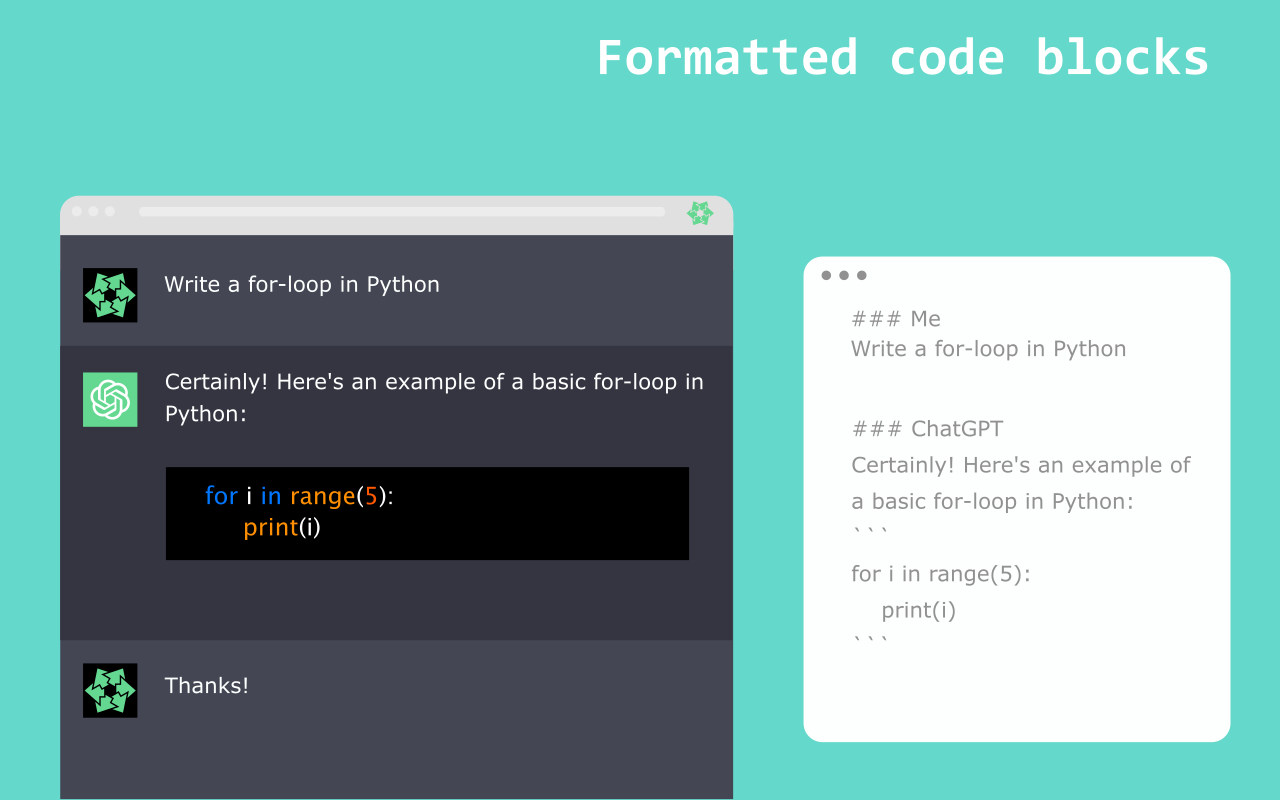 Formatted code blocks
Write a for-loop in Python
Certainly! Here's an example of a basic for-loop in
Python:
for i in range(5):
print(i)
Thanks!
### Me
Write a for-loop in Python
### ChatGPT
Certainly! Here's an example of
a basic for-loop in Python:
```
for i in range(5):
print(i)
```